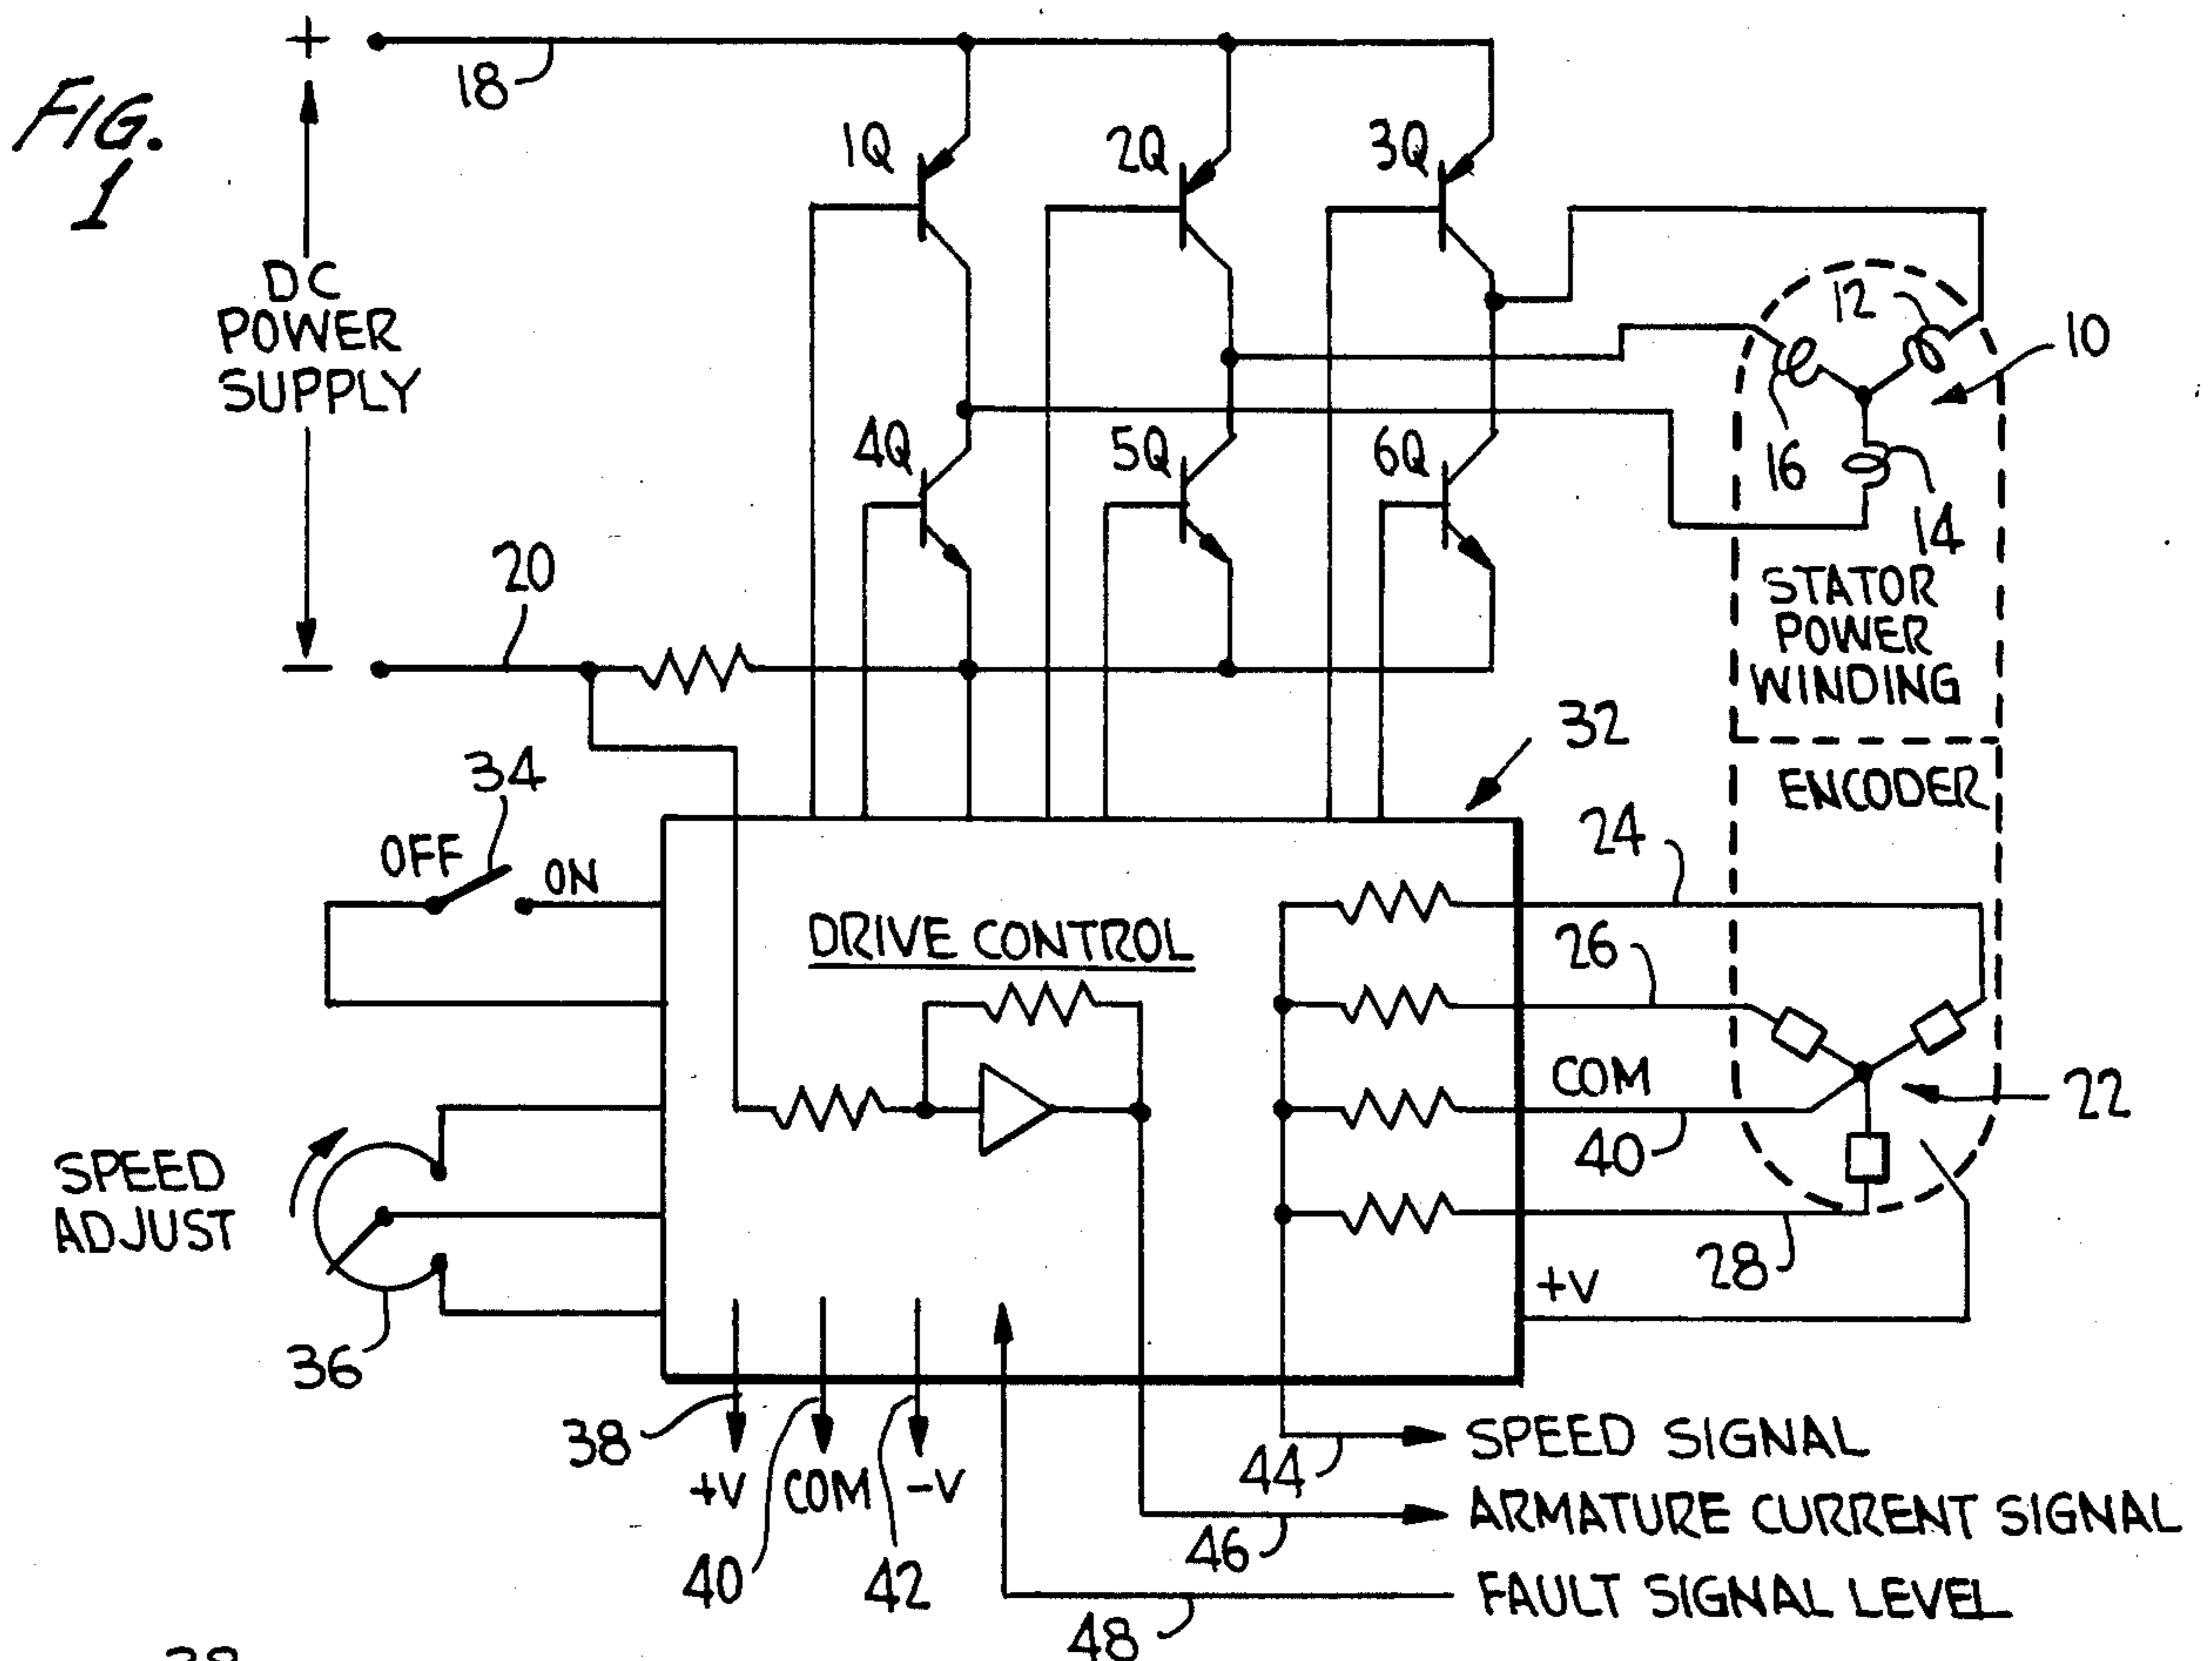 FIG.
1
+
18
DC
POWER
SUPPLY
1Q
2Q
3Q
12
10
16
14
4Q
5Q
6Q
STATOR
POWER
WINDING
20
−
32
ENCODER
34
OFF
ON
24
26
DRIVE CONTROL
COM
22
40
SPEED
ADJUST
28
+V
36
38
+V
COM
-V
40
42
44
SPEED SIGNAL
46
ARMATURE CURRENT SIGNAL
48
FAULT SIGNAL LEVEL